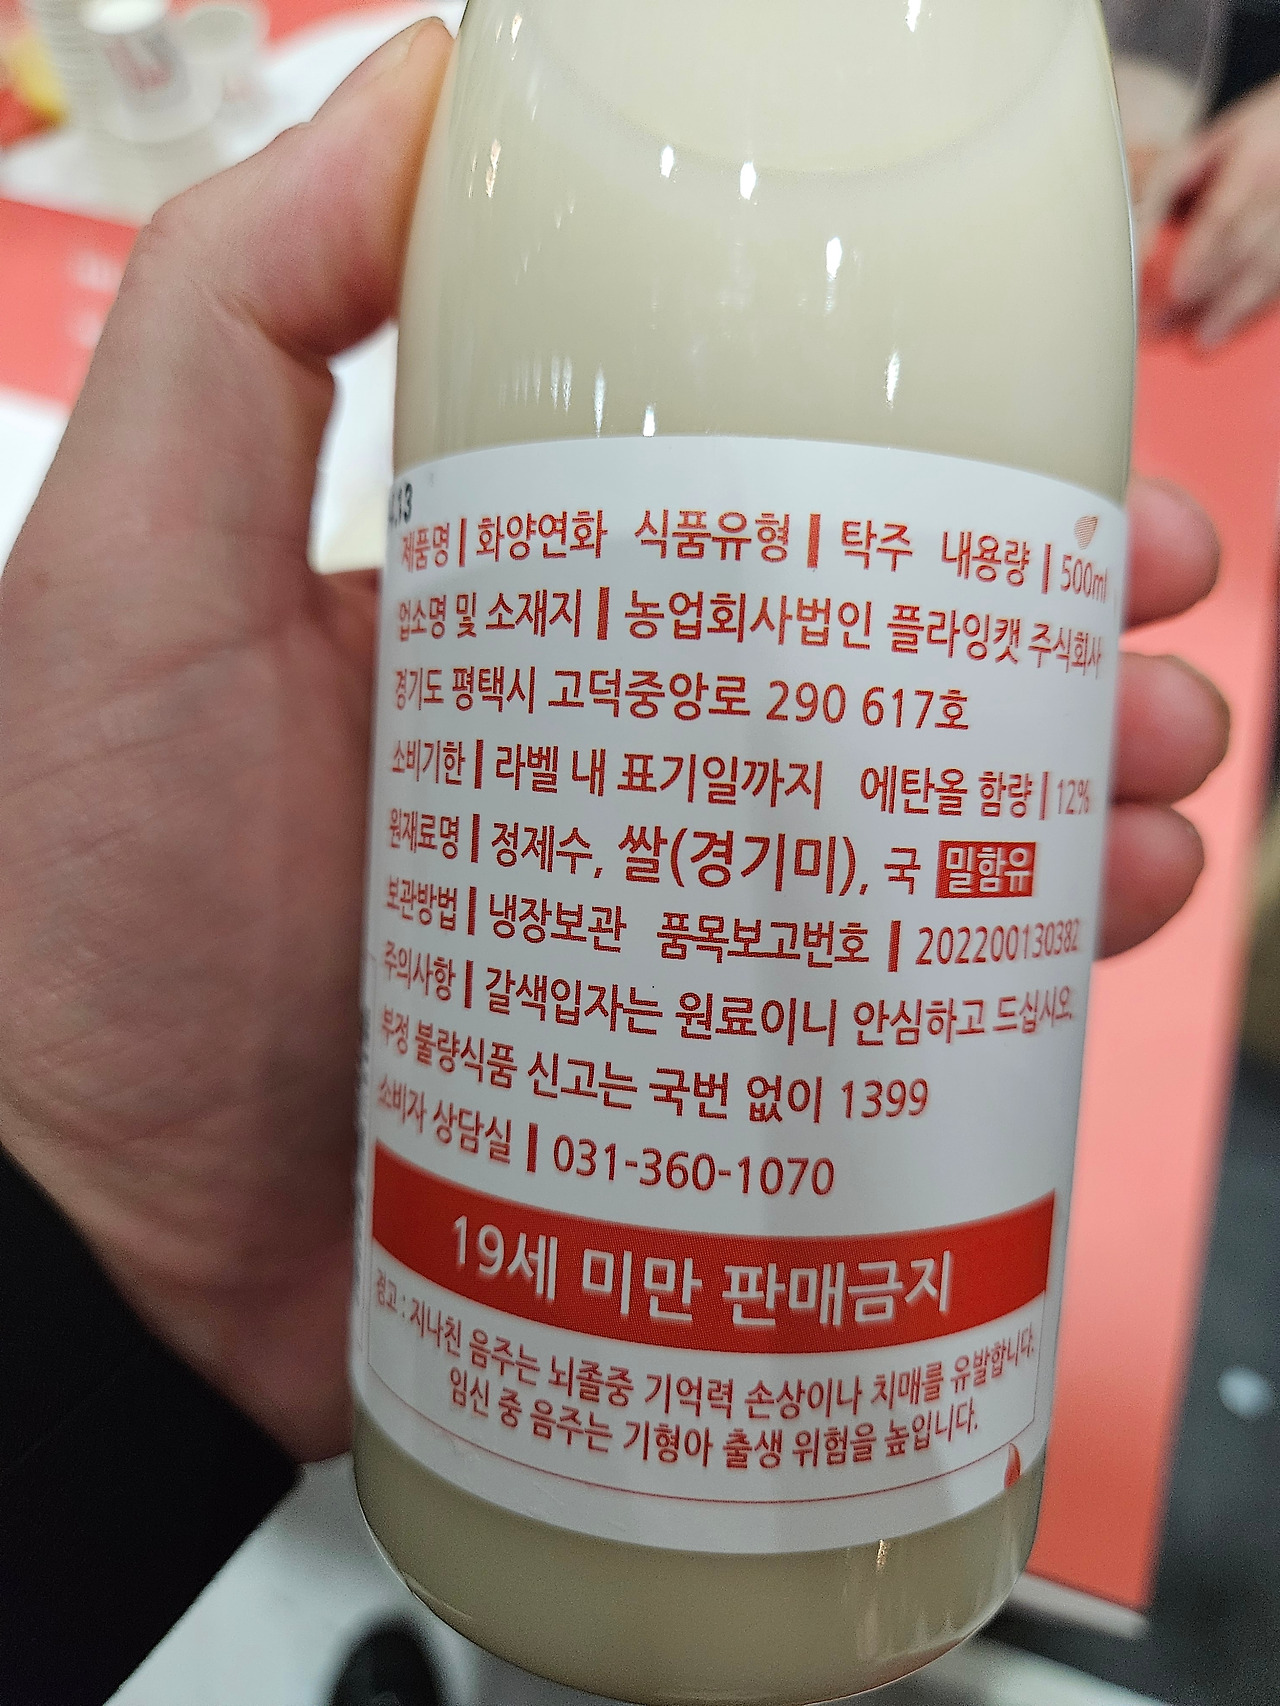 .13
제품명 | 화양연화 식품유형 | 탁주 내용량 | 500ml
업소명 및 소재지 | 농업회사법인 플라잉캣 주식회사
경기도 평택시 고덕중앙로 290 617호
소비기한 | 라벨 내 표기일까지 에탄올 함량 | 12%
원재료명 | 정제수, 쌀(경기미), 국 밀함유
보관방법 | 냉장보관 품목보고번호 | 202200130382
주의사항 | 갈색입자는 원료이니 안심하고 드십시오.
부정 불량식품 신고는 국번 없이 1399
소비자 상담실 | 031-360-1070
19세 미만 판매금지
경고 : 지나친 음주는 뇌졸중 기억력 손상이나 치매를 유발합니다.
임신 중 음주는 기형아 출생 위험을 높입니다.